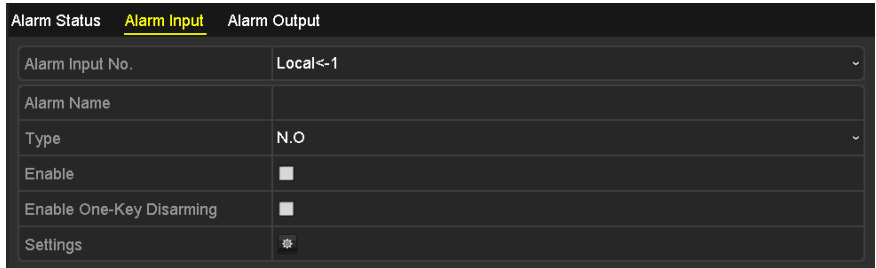 Alarm Status Alarm Input Alarm Output
Alarm Input No. Local<-1
Alarm Name
Type N.O
Enable
Enable One-Key Disarming
Settings